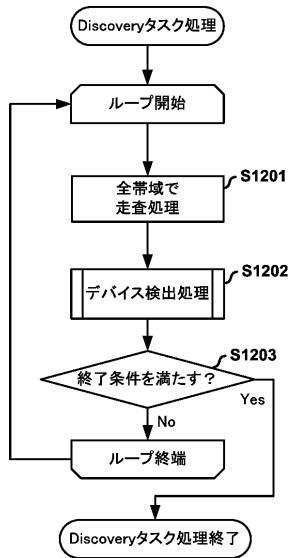 Discoveryタスク処理
ループ開始
S1201
全帯域で
走査処理
S1202
デバイス検出処理
S1203
終了条件を満たす？
Yes
No
ループ終端
Discoveryタスク処理終了